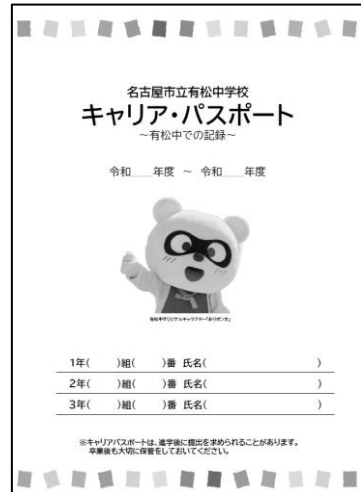 名古屋市立有松中学校
キャリア・パスポート
～有松中での記録～
令和　　年度 ～ 令和　　年度
1年(　　)組(　　)番 氏名(　　　　　　　　)
2年(　　)組(　　)番 氏名(　　　　　　　　)
3年(　　)組(　　)番 氏名(　　　　　　　　)
※キャリアパスポートは、進学後に提出を求められることがあります。
卒業後も大切に保管をしておいてください。